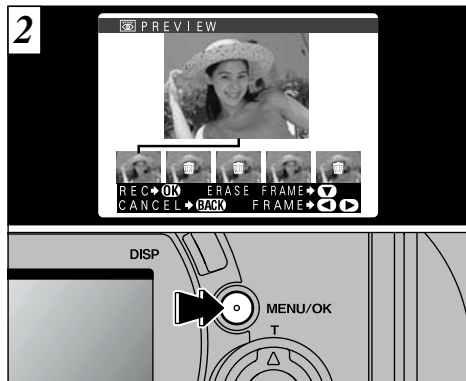 2
PREVIEW
REC➔OK ERASE FRAME➔▼
CANCEL➔BACK FRAME➔◀▶
DISP
MENU/OK
T